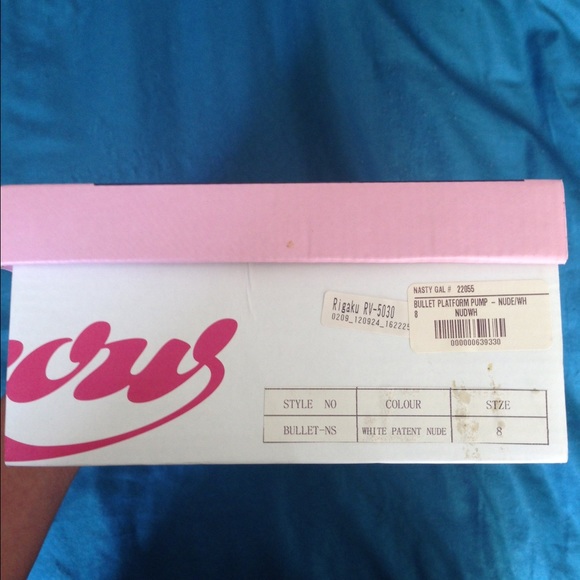 NASTY GAL # 22055
BULLET PLATFORM PUMP - NUDE/WH
8 NUDWH
000000639330
Rigaku RV-5030
0209_120924_162225
STYLE NO COLOUR SIZE
BULLET-NS WHITE PATENT NUDE 8